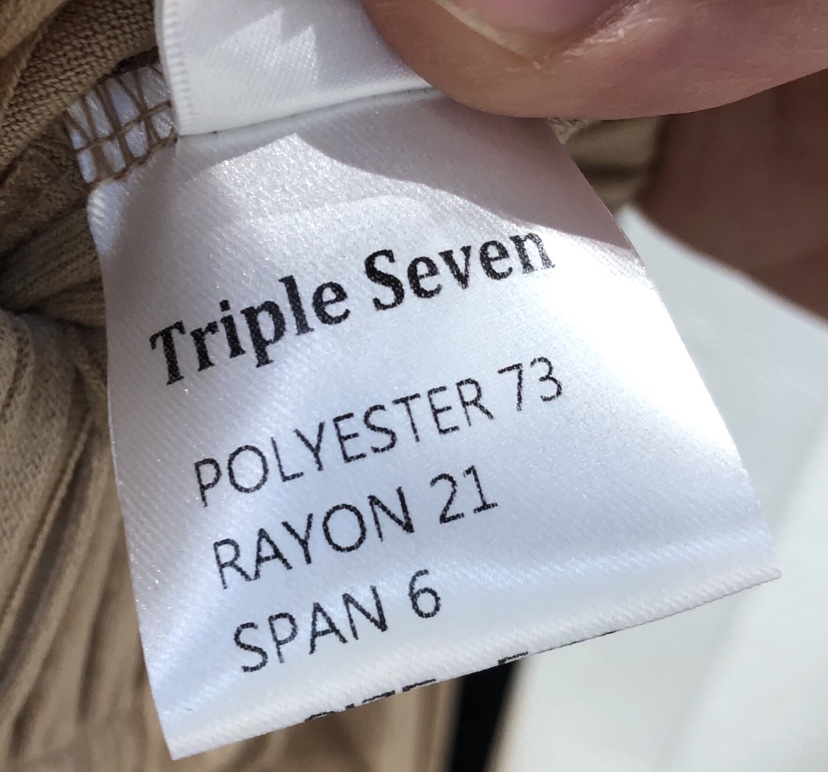 Triple Seven
POLYESTER 73
RAYON 21
SPAN 6